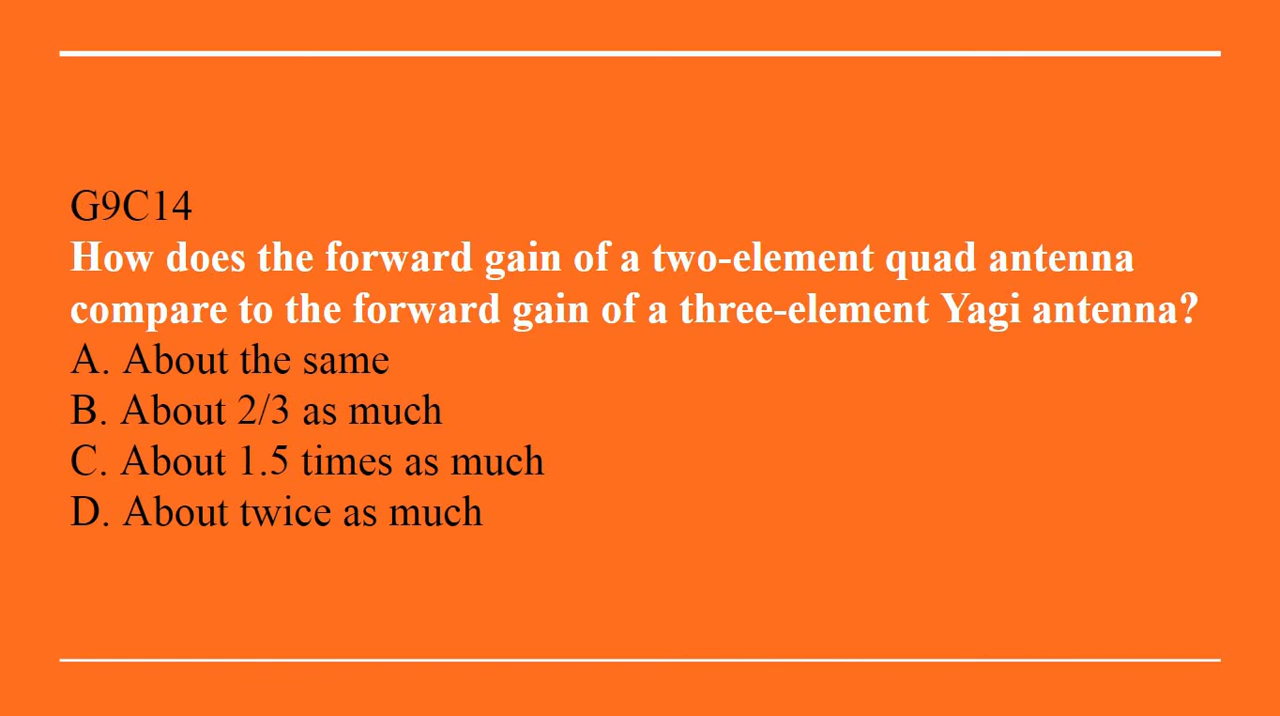 G9C14
How does the forward gain of a two-element quad antenna
compare to the forward gain of a three-element Yagi antenna?
A. About the same
B. About 2/3 as much
C. About 1.5 times as much
D. About twice as much